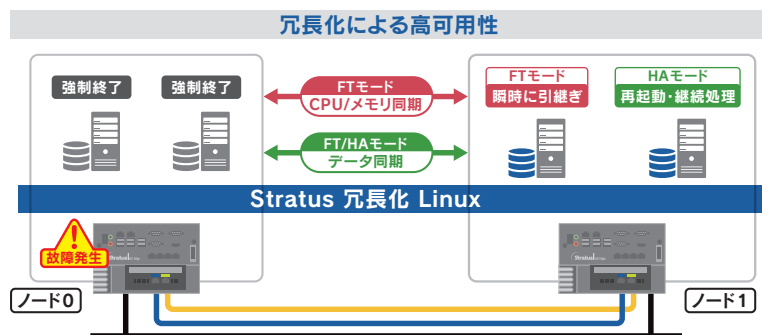 冗長化による高可用性
強制終了
強制終了
FTモード
CPU/メモリ同期
FTモード
瞬時に引継ぎ
HAモード
再起動・継続処理
FT/HAモード
データ同期
Stratus 冗長化 Linux
故障発生
Stratus
Stratus
ノード0
ノード1